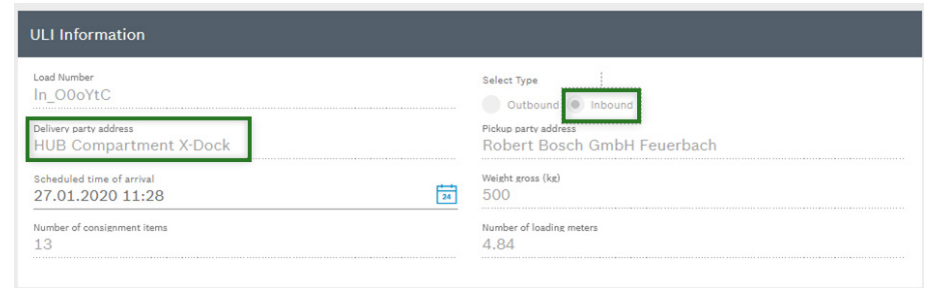 ULI Information
Load Number
In_O0oYtC
Select Type
Outbound Inbound
Delivery party address
HUB Compartment X-Dock
Pickup party address
Robert Bosch GmbH Feuerbach
Scheduled time of arrival
27.01.2020 11:28
24
Weight gross (kg)
500
Number of consignment items
13
Number of loading meters
4.84